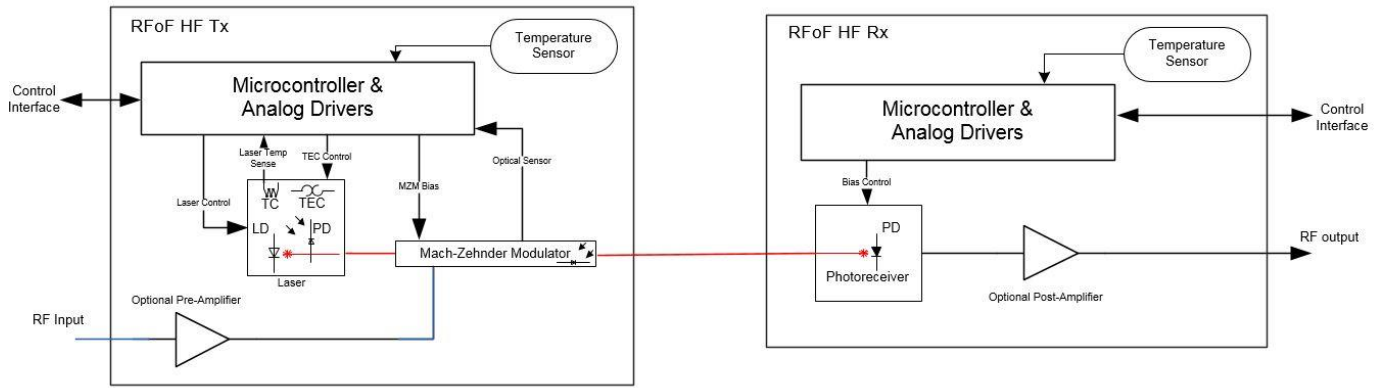 RFoF HF Tx
Temperature
Sensor
Microcontroller &
Analog Drivers
Control
Interface
Laser Temp
Sense
TEC Control
Optical Sensor
MZM Bias
Laser Control
TC
TEC
LD
PD
Mach-Zehnder Modulator
Laser
Optional Pre-Amplifier
RF Input
RFoF HF Rx
Temperature
Sensor
Microcontroller &
Analog Drivers
Control
Interface
Bias Control
PD
Photoreceiver
RF output
Optional Post-Amplifier